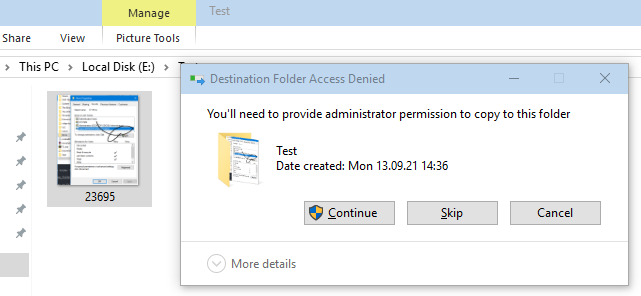 Manage
Test
Share
View
Picture Tools
This PC
Local Disk (E:)
Destination Folder Access Denied
You'll need to provide administrator permission to copy to this folder
Test
Date created: Mon 13.09.21 14:36
Continue
Skip
Cancel
More details
23695